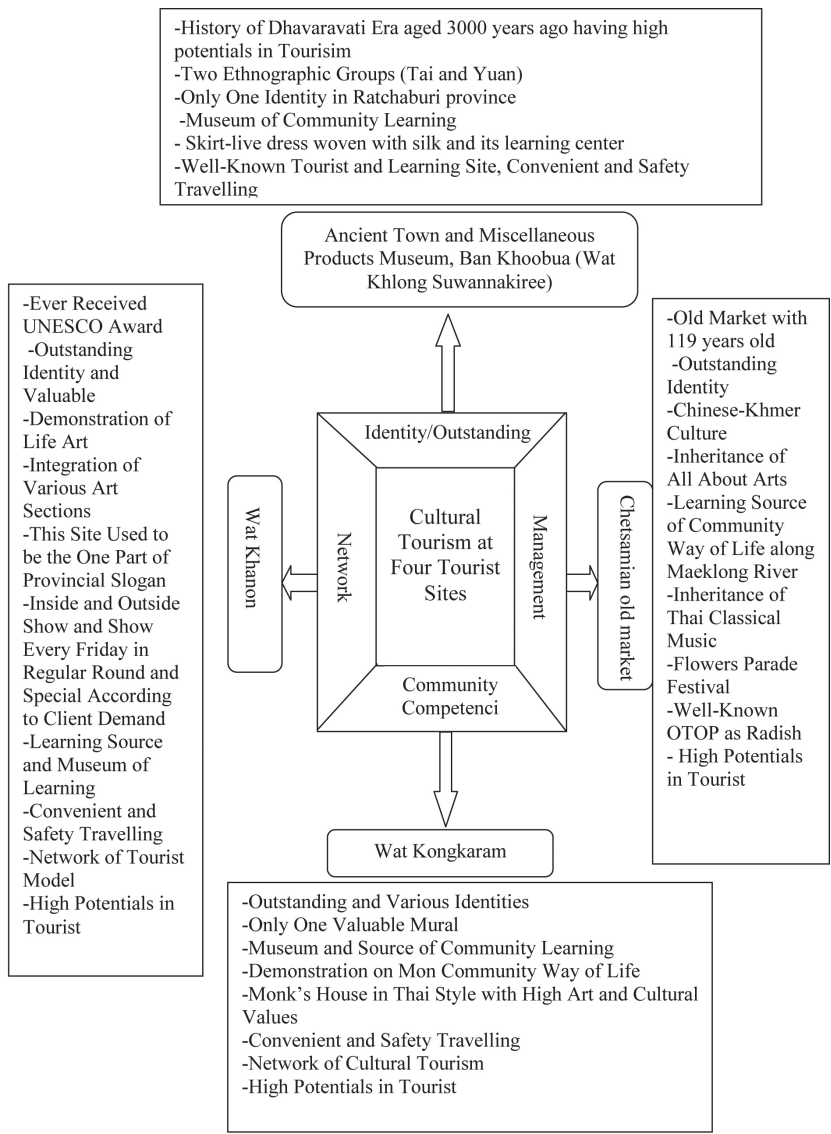 -History of Dhavaravati Era aged 3000 years ago having high
potentials in Tourisim
-Two Ethnographic Groups (Tai and Yuan)
-Only One Identity in Ratchaburi province
-Museum of Community Learning
- Skirt-live dress woven with silk and its learning center
-Well-Known Tourist and Learning Site, Convenient and Safety
Travelling
Ancient Town and Miscellaneous
Products Museum, Ban Khoobua (Wat
Khlong Suwannakiree)
-Ever Received
UNESCO Award
-Outstanding
Identity and
Valuable
-Demonstration of
Life Art
-Integration of
Various Art
Sections
-This Site Used to
be the One Part of
Provincial Slogan
-Inside and Outside
Show and Show
Every Friday in
Regular Round and
Special According
to Client Demand
-Learning Source
and Museum of
Learning
-Convenient and
Safety Travelling
-Network of Tourist
Model
-High Potentials in
Tourist
Wat Khanon
Identity/Outstanding
Network
Cultural
Tourism at
Four Tourist
Sites
Management
Community
Competenci
Chetsamian old market
-Old Market with
119 years old
-Outstanding
Identity
-Chinese-Khmer
Culture
-Inheritance of
All About Arts
-Learning Source
of Community
Way of Life along
Maeklong River
-Inheritance of
Thai Classical
Music
-Flowers Parade
Festival
-Well-Known
OTOP as Radish
- High Potentials
in Tourist
Wat Kongkaram
-Outstanding and Various Identities
-Only One Valuable Mural
-Museum and Source of Community Learning
-Demonstration on Mon Community Way of Life
-Monk's House in Thai Style with High Art and Cultural
Values
-Convenient and Safety Travelling
-Network of Cultural Tourism
-High Potentials in Tourist